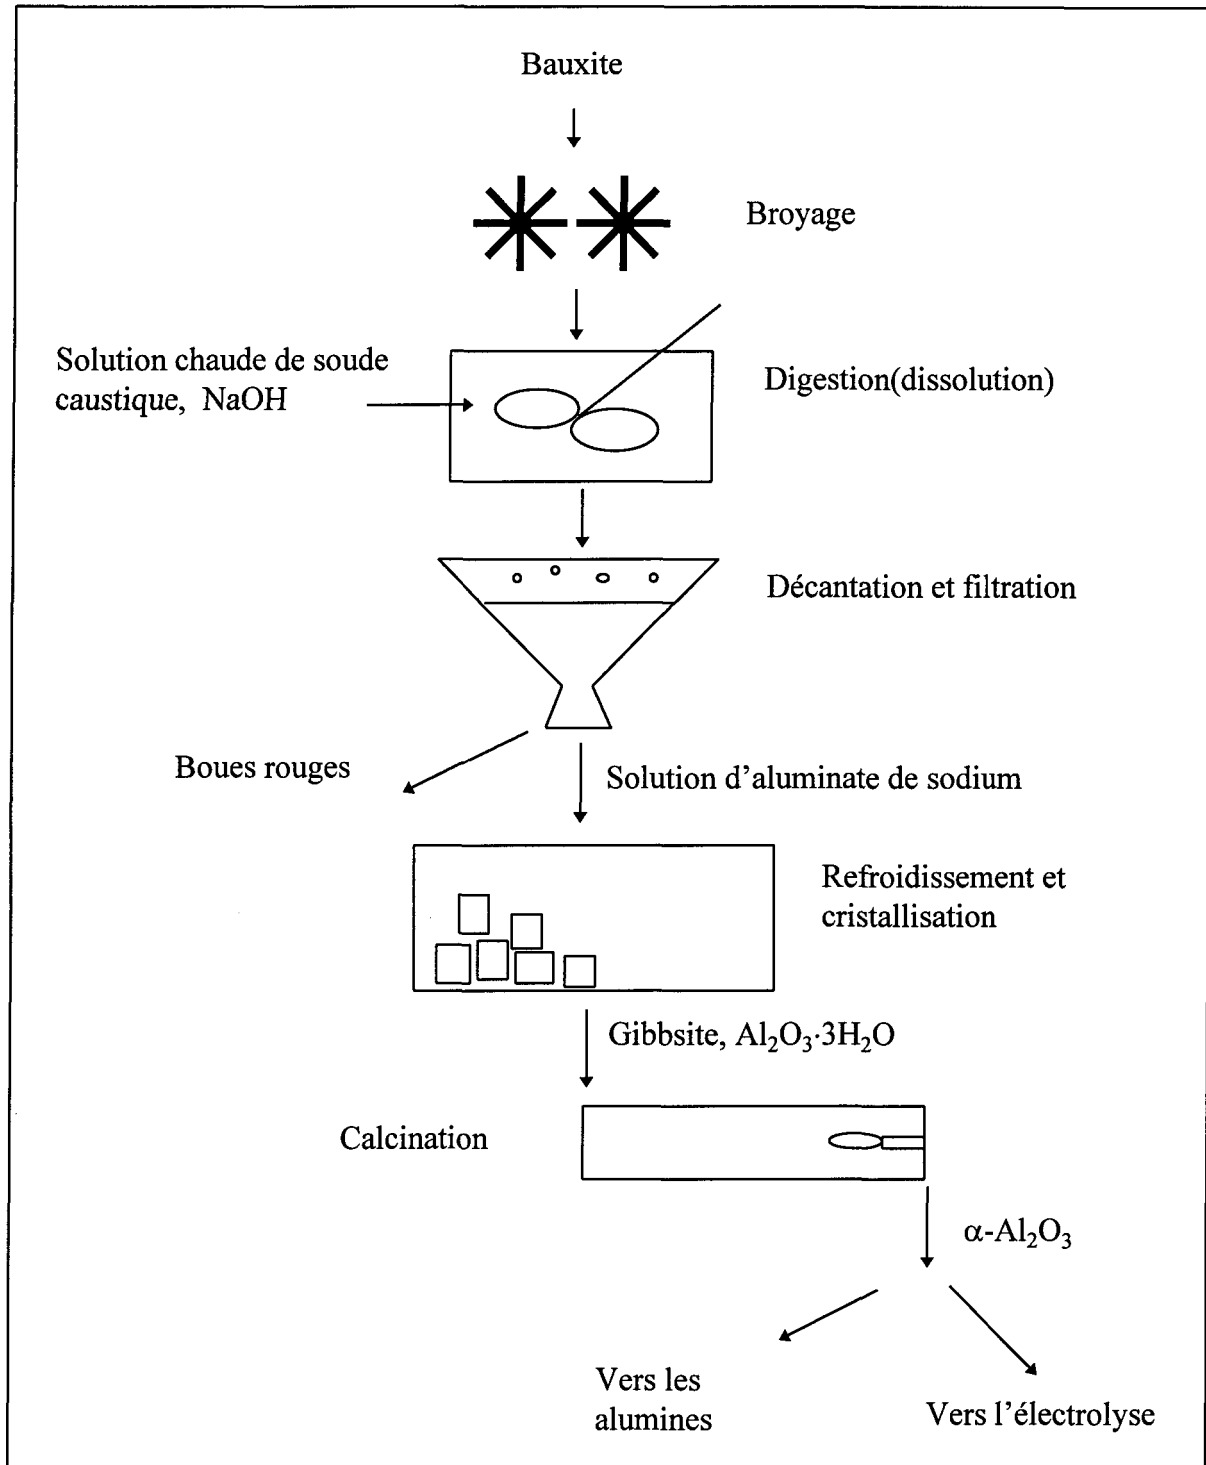 Bauxite
Broyage
Solution chaude de soude
caustique, NaOH
Digestion(dissolution)
Décantation et filtration
Boues rouges
Solution d'aluminate de sodium
Refroidissement et
cristallisation
Gibbsite, Al₂O₃·3H₂O
Calcination
α-Al₂O₃
Vers les
alumines
Vers l'électrolyse